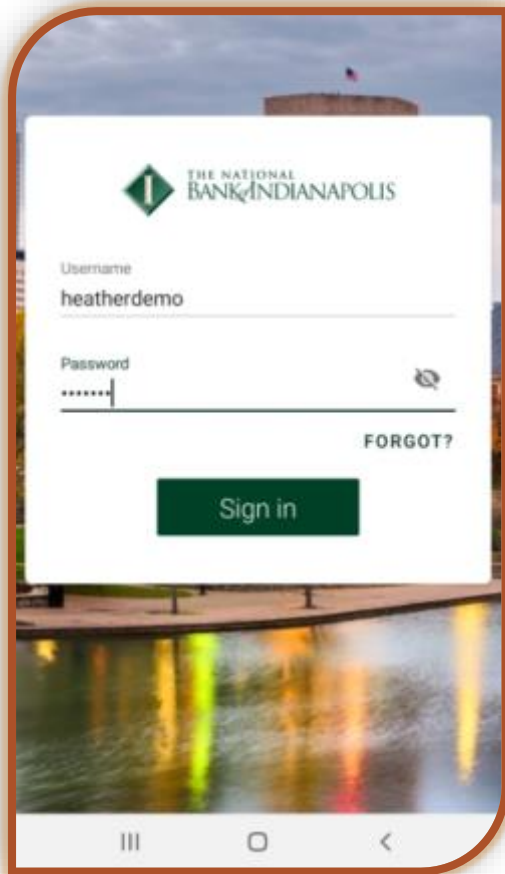 THE NATIONAL
BANK of INDIANAPOLIS
Username
heatherdemo
Password
•••••••
FORGOT?
Sign in